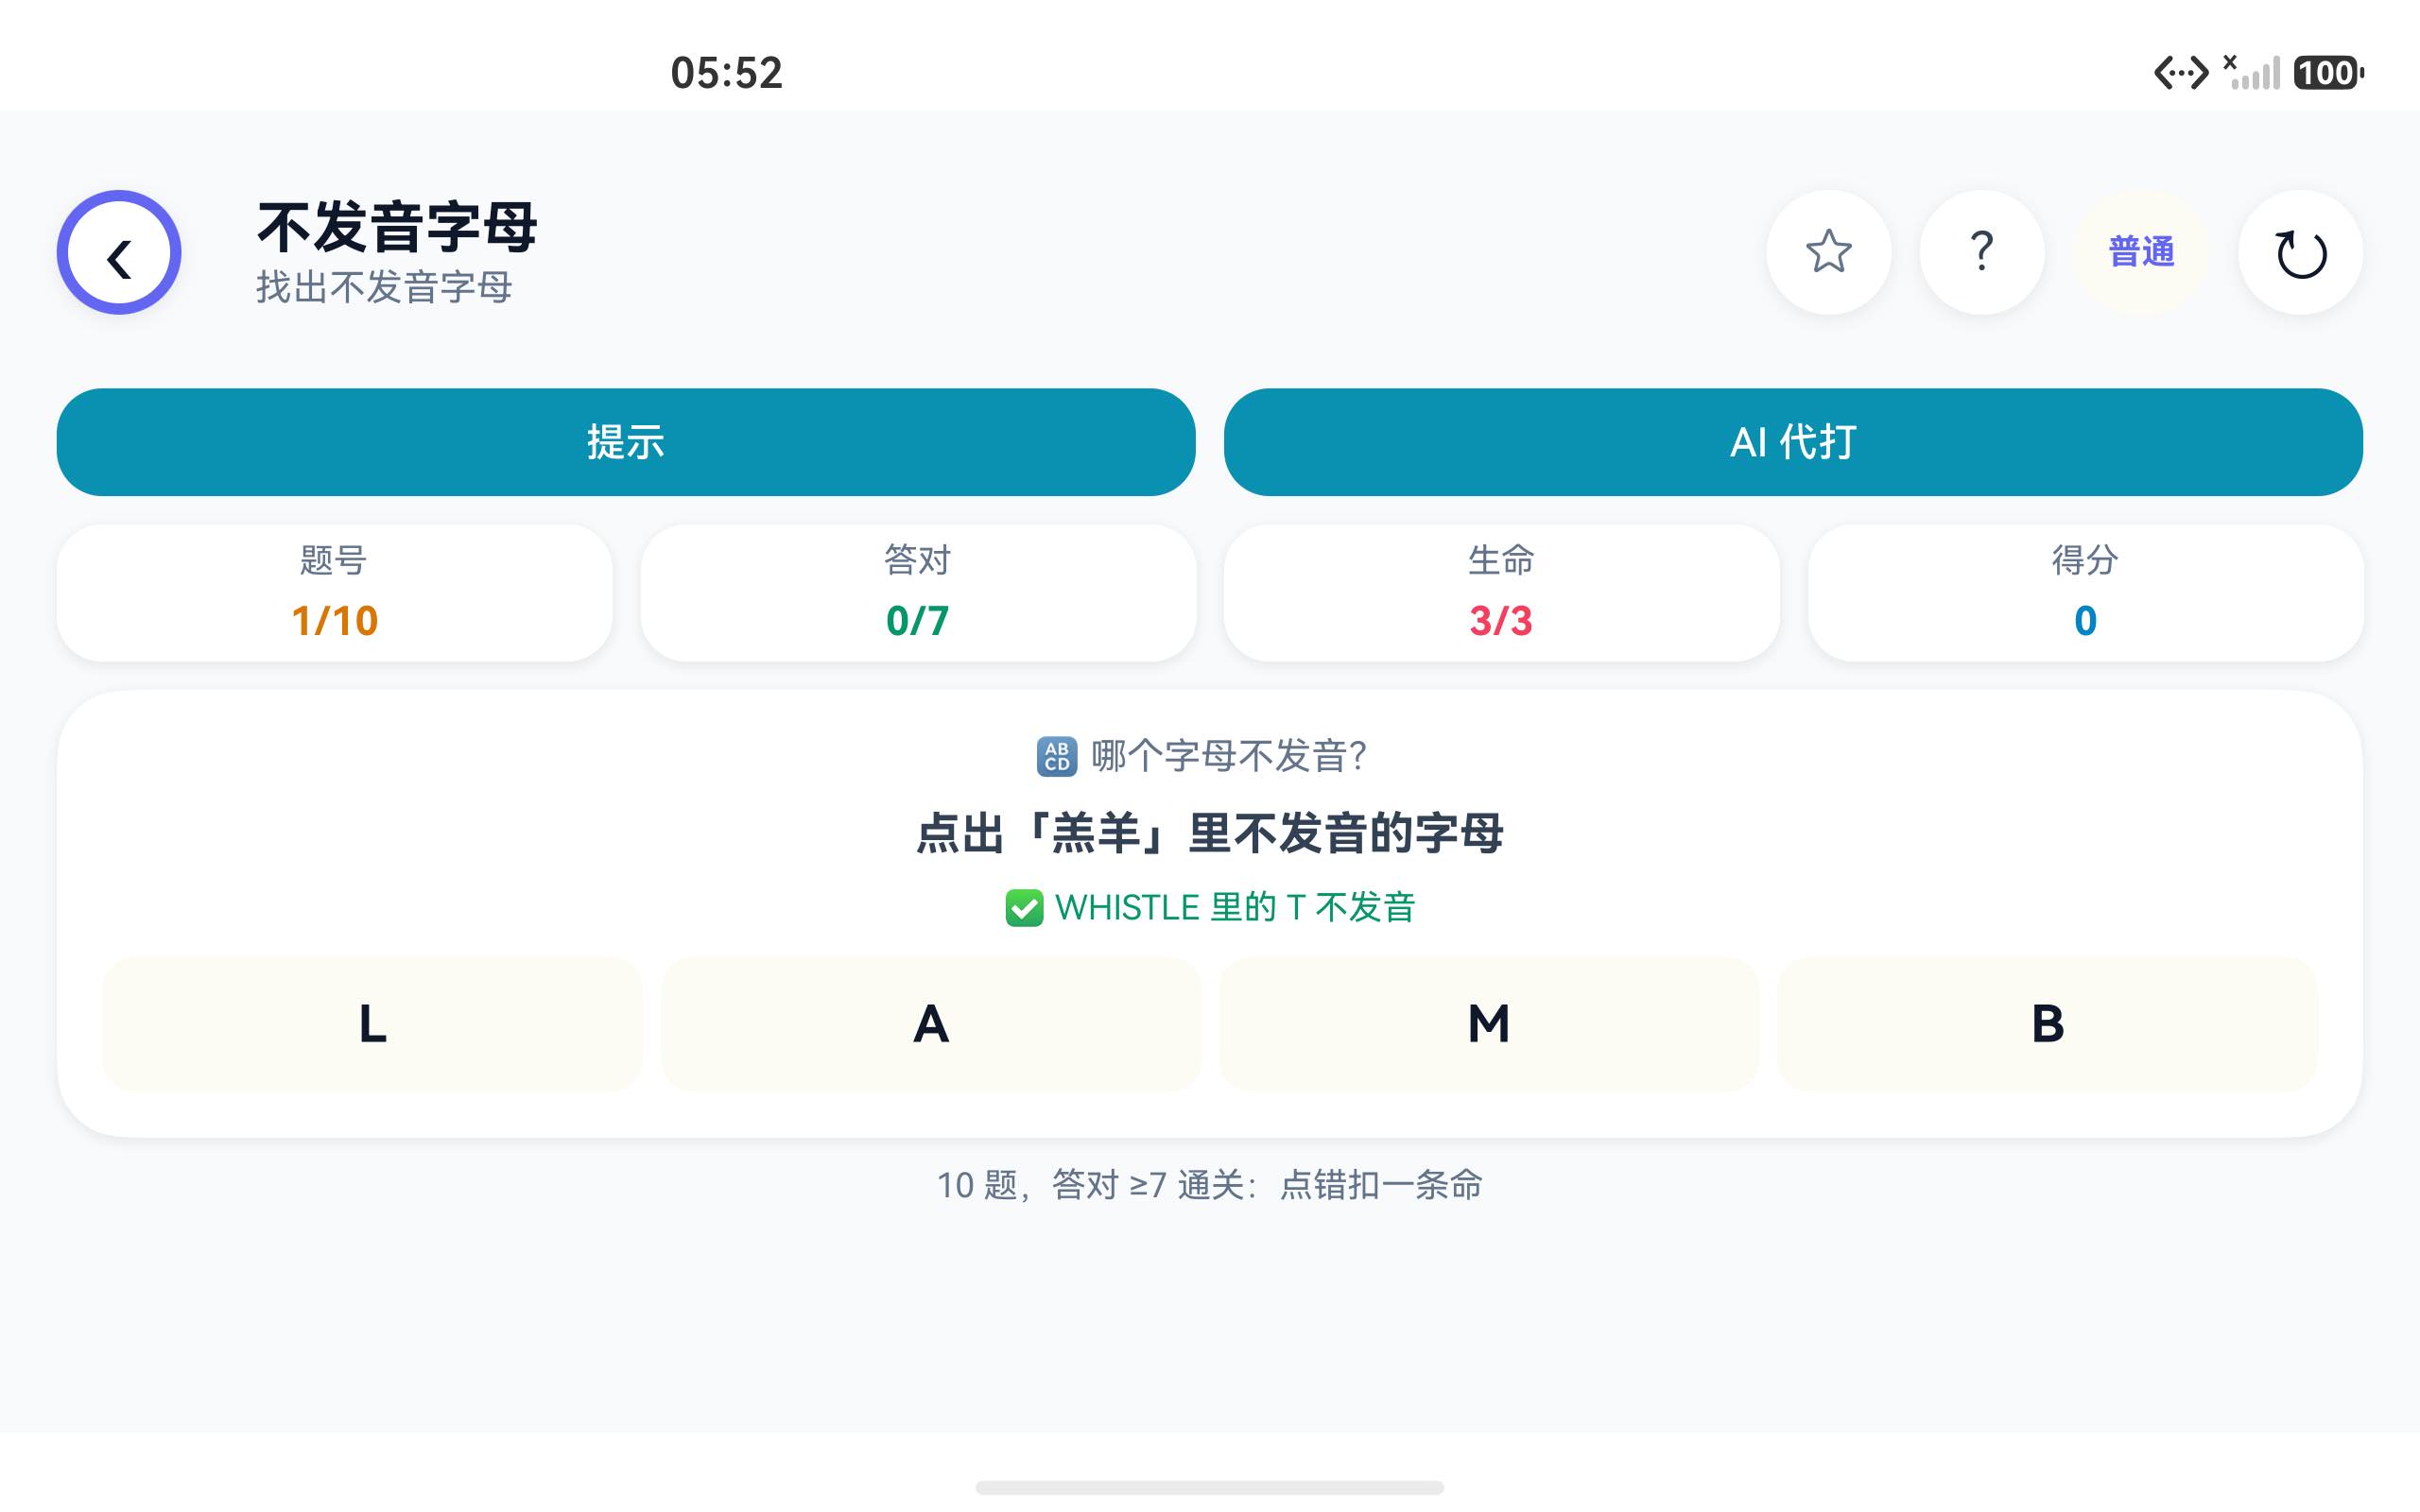 05:52
100
不发音字母
找出不发音字母
?
普通
提示
AI 代打
题号
1/10
答对
0/7
生命
3/3
得分
0
AB
CD
哪个字母不发音?
点出「羔羊」里不发音的字母
WHISTLE 里的 T 不发音
L
A
M
B
10 题，答对 ≥7 通关：点错扣一条命